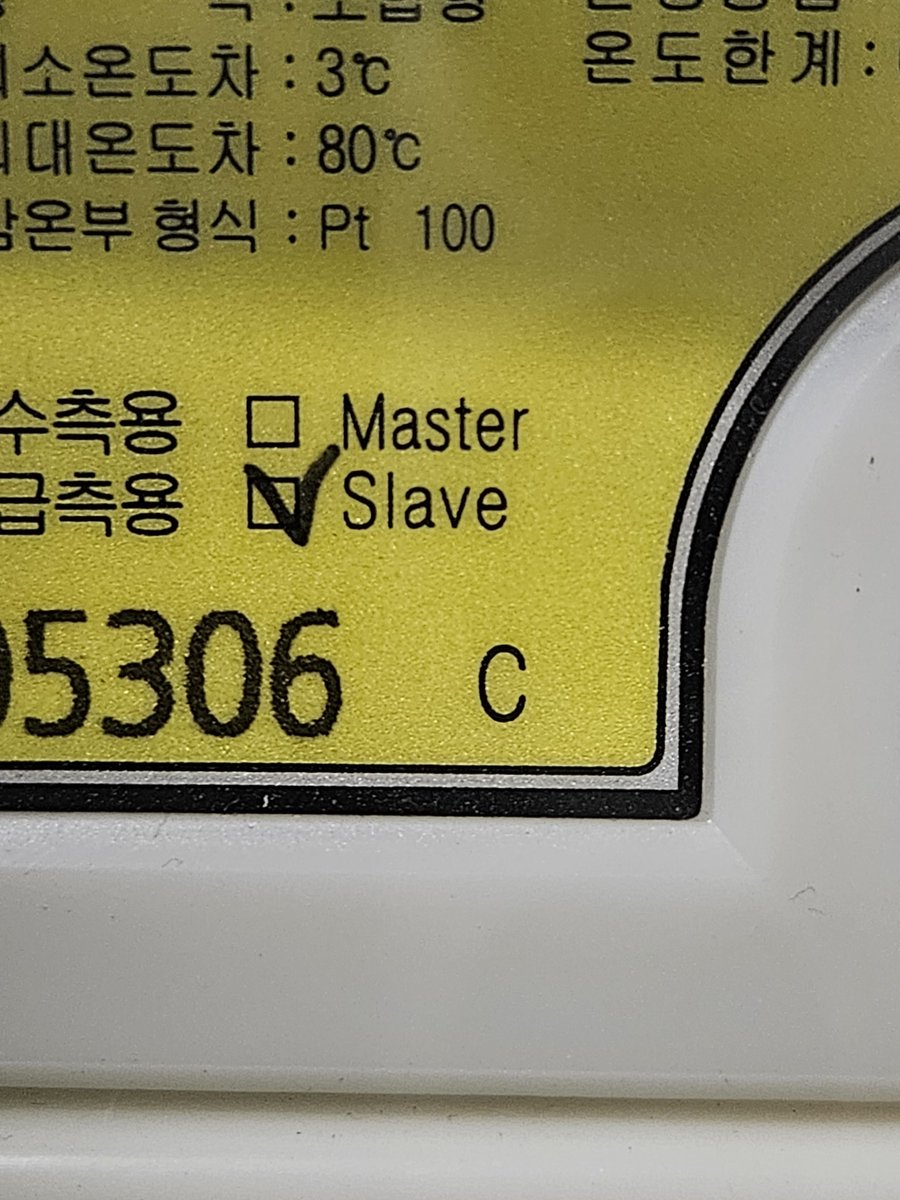 온도한계 :
소온도차 : 3℃
대온도차 : 80℃
온부 형식 : Pt 100
수측용 □ Master
급측용 ☑ Slave
5306 C